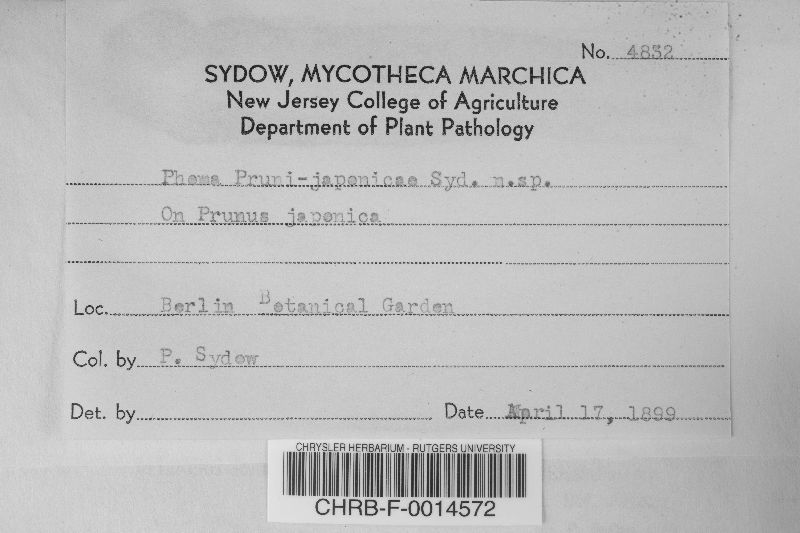 No. 4832
SYDOW, MYCOTHECA MARCHICA
New Jersey College of Agriculture
Department of Plant Pathology
Phoma Pruni-japonicae Syd. n.sp.
On Prunus japonica
Loc. Berlin Botanical Garden
Col. by P. Sydow
Det. by
Date April 17, 1899
CHRYSLER HERBARIUM - RUTGERS UNIVERSITY
CHRB-F-0014572